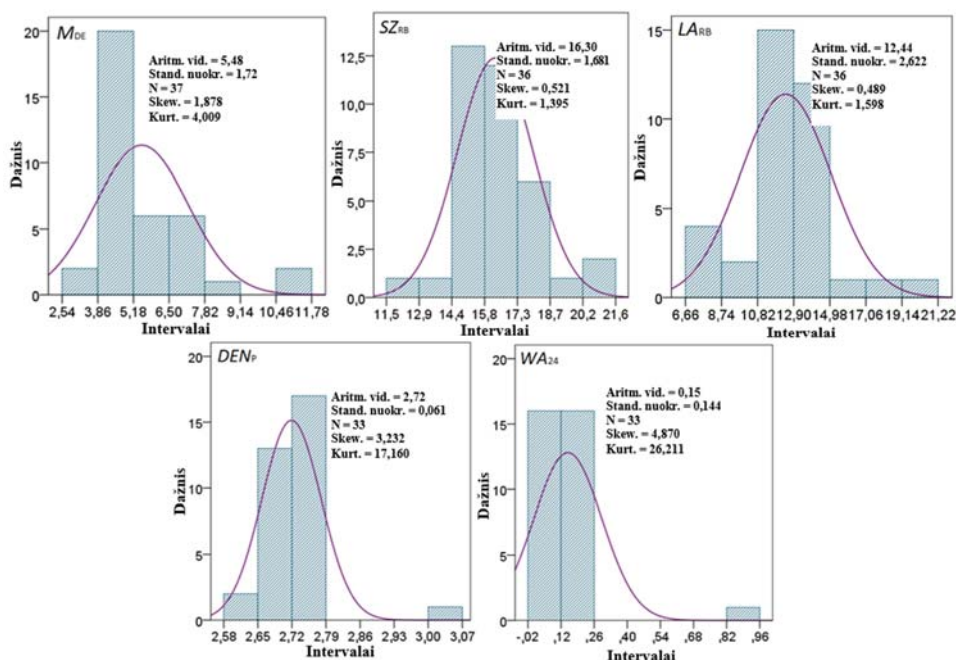 M DE
Aritm. vid. = 5,48
Stand. nuokr. = 1,72
N = 37
Skew. = 1,878
Kurt. = 4,009
Dažnis
20
15
10
5
0
2,54 3,86 5,18 6,50 7,82 9,14 10,46 11,78
Intervalai
SZ RB
Aritm. vid. = 16,30
Stand. nuokr. = 1,681
N = 36
Skew. = 0,521
Kurt. = 1,395
Dažnis
12,5
10,0
7,5
5,0
2,5
0,0
11,5 12,9 14,4 15,8 17,3 18,7 20,2 21,6
Intervalai
LA RB
Aritm. vid. = 12,44
Stand. nuokr. = 2,622
N = 36
Skew. = 0,489
Kurt. = 1,598
Dažnis
15
10
5
0
6,66 8,74 10,82 12,90 14,98 17,06 19,14 21,22
Intervalai
DEN P
Aritm. vid. = 2,72
Stand. nuokr. = 0,061
N = 33
Skew. = 3,232
Kurt. = 17,160
Dažnis
20
15
10
5
0
2,58 2,65 2,72 2,79 2,86 2,93 3,00 3,07
Intervalai
WA 24
Aritm. vid. = 0,15
Stand. nuokr. = 0,144
N = 33
Skew. = 4,870
Kurt. = 26,211
Dažnis
20
15
10
5
0
-,02 ,12 ,26 ,40 ,54 ,68 ,82 ,96
Intervalai